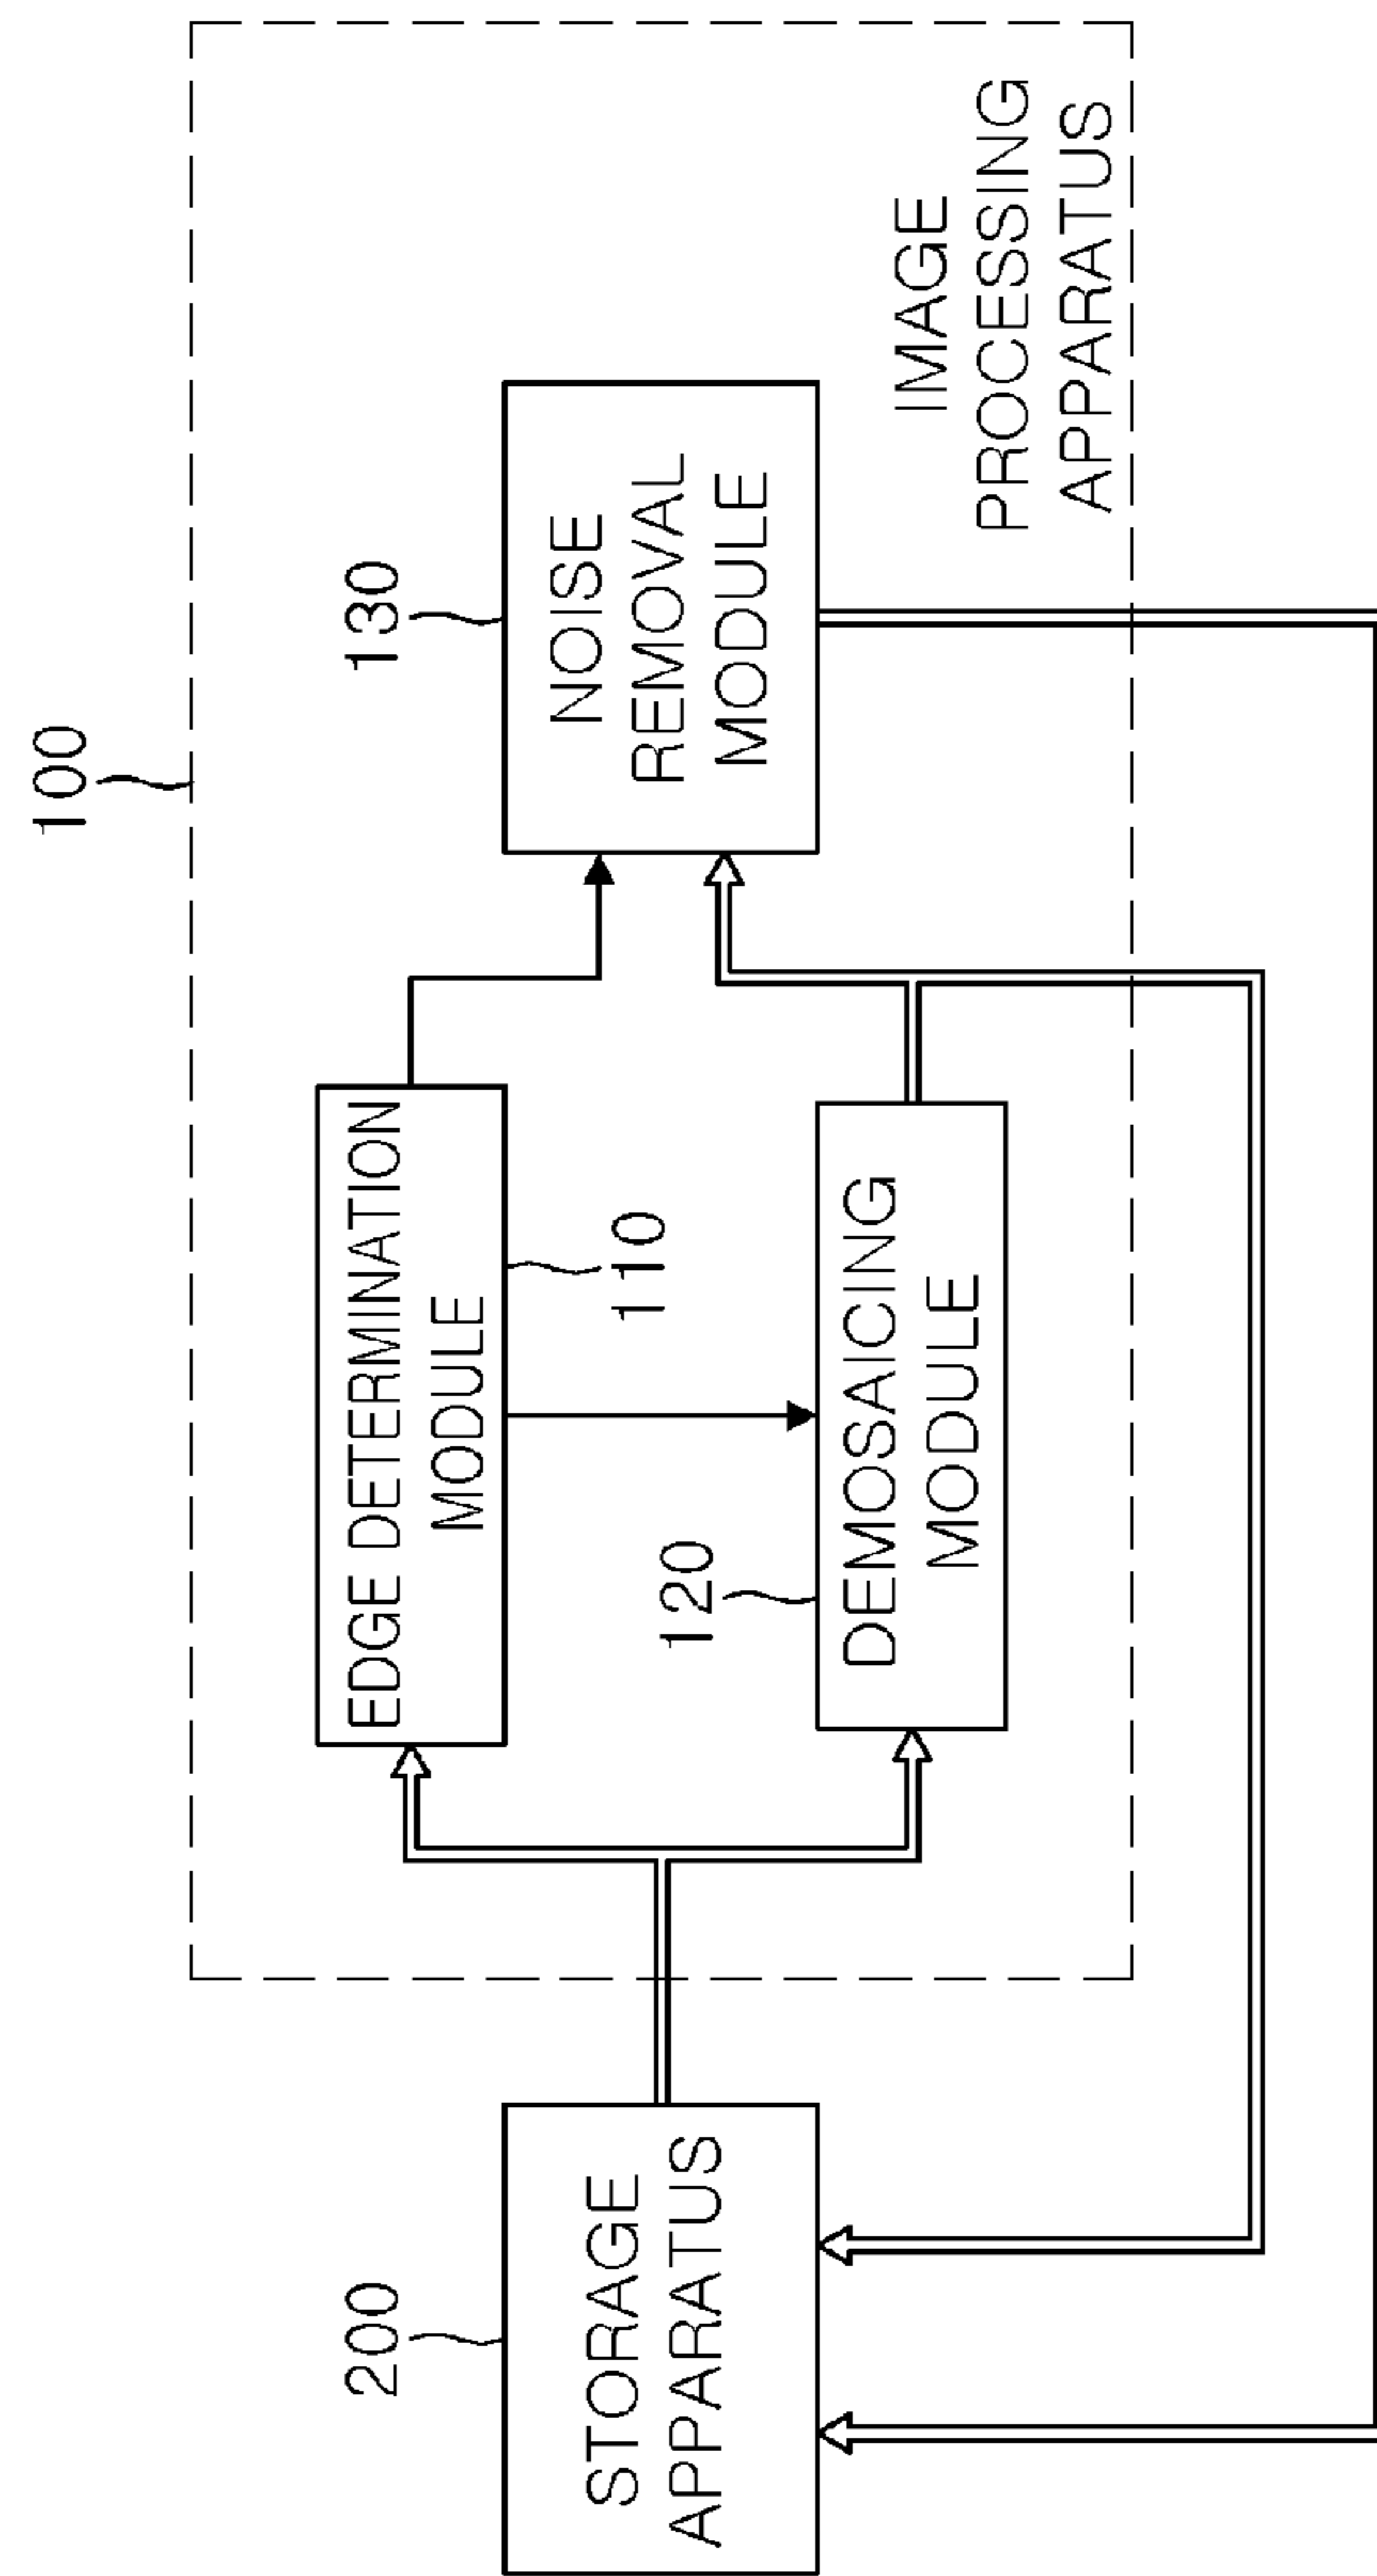 100
130
NOISE
REMOVAL
MODULE
EDGE DETERMINATION
MODULE
110
120
DEMOSAICING
MODULE
200
STORAGE
APPARATUS
IMAGE
PROCESSING
APPARATUS